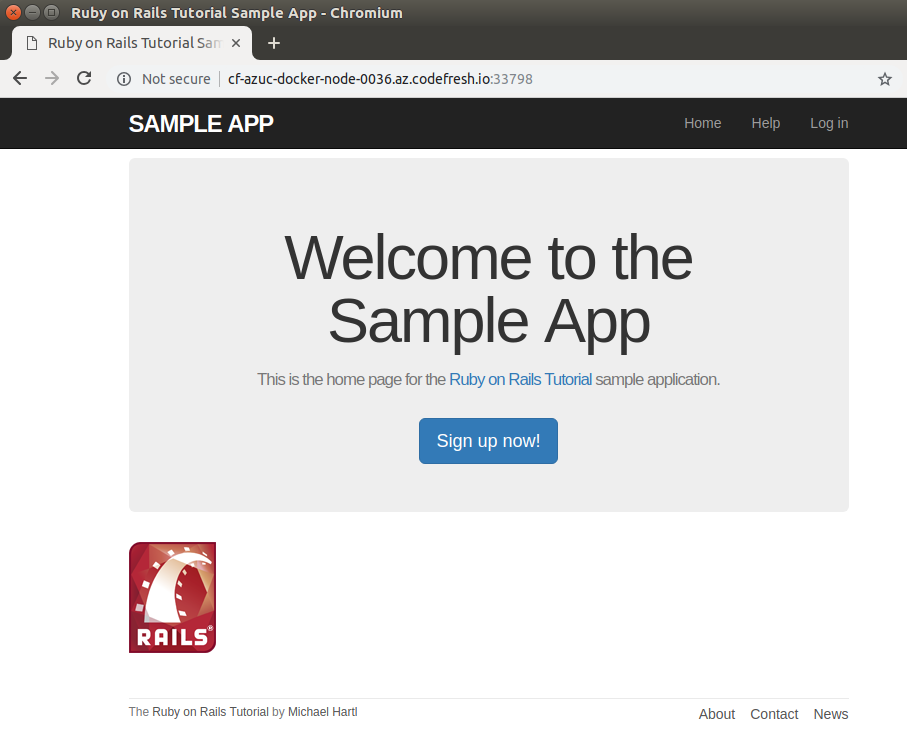 Ruby on Rails Tutorial Sample App - Chromium
Ruby on Rails Tutorial Sam
Not secure | cf-azuc-docker-node-0036.az.codefresh.io:33798
SAMPLE APP
Home Help Log in
Welcome to the
Sample App
This is the home page for the Ruby on Rails Tutorial sample application.
Sign up now!
RAILS®
The Ruby on Rails Tutorial by Michael Hartl
About Contact News